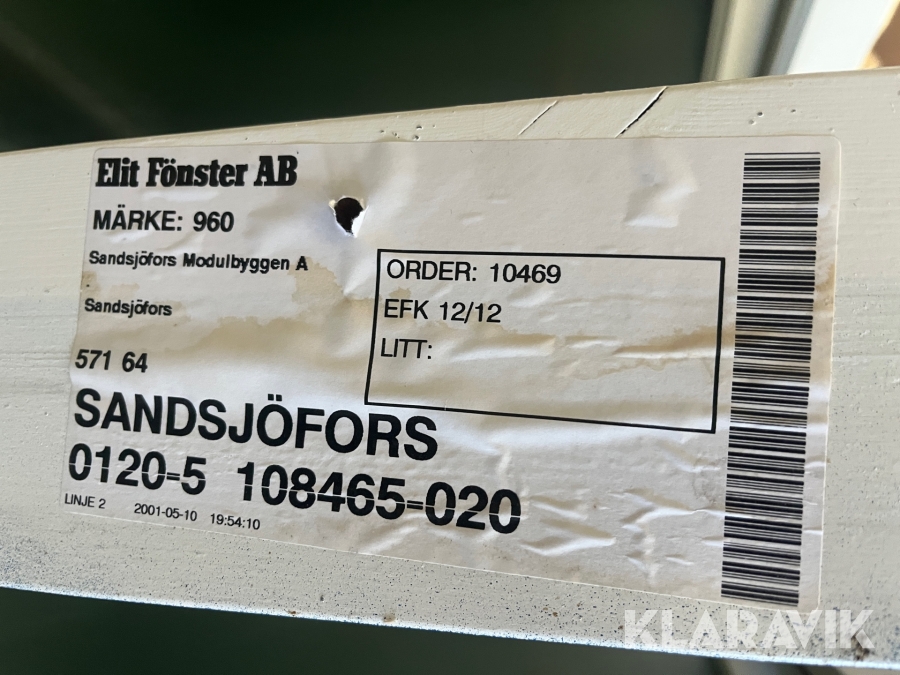 Elit Fönster AB
MÄRKE: 960
Sandsjöfors Modulbyggen A
Sandsjöfors
571 64
ORDER: 10469
EFK 12/12
LITT:
SANDSJÖFORS
0120-5 108465-020
LINJE 2 2001-05-10 19:54:10
KLARAVIK